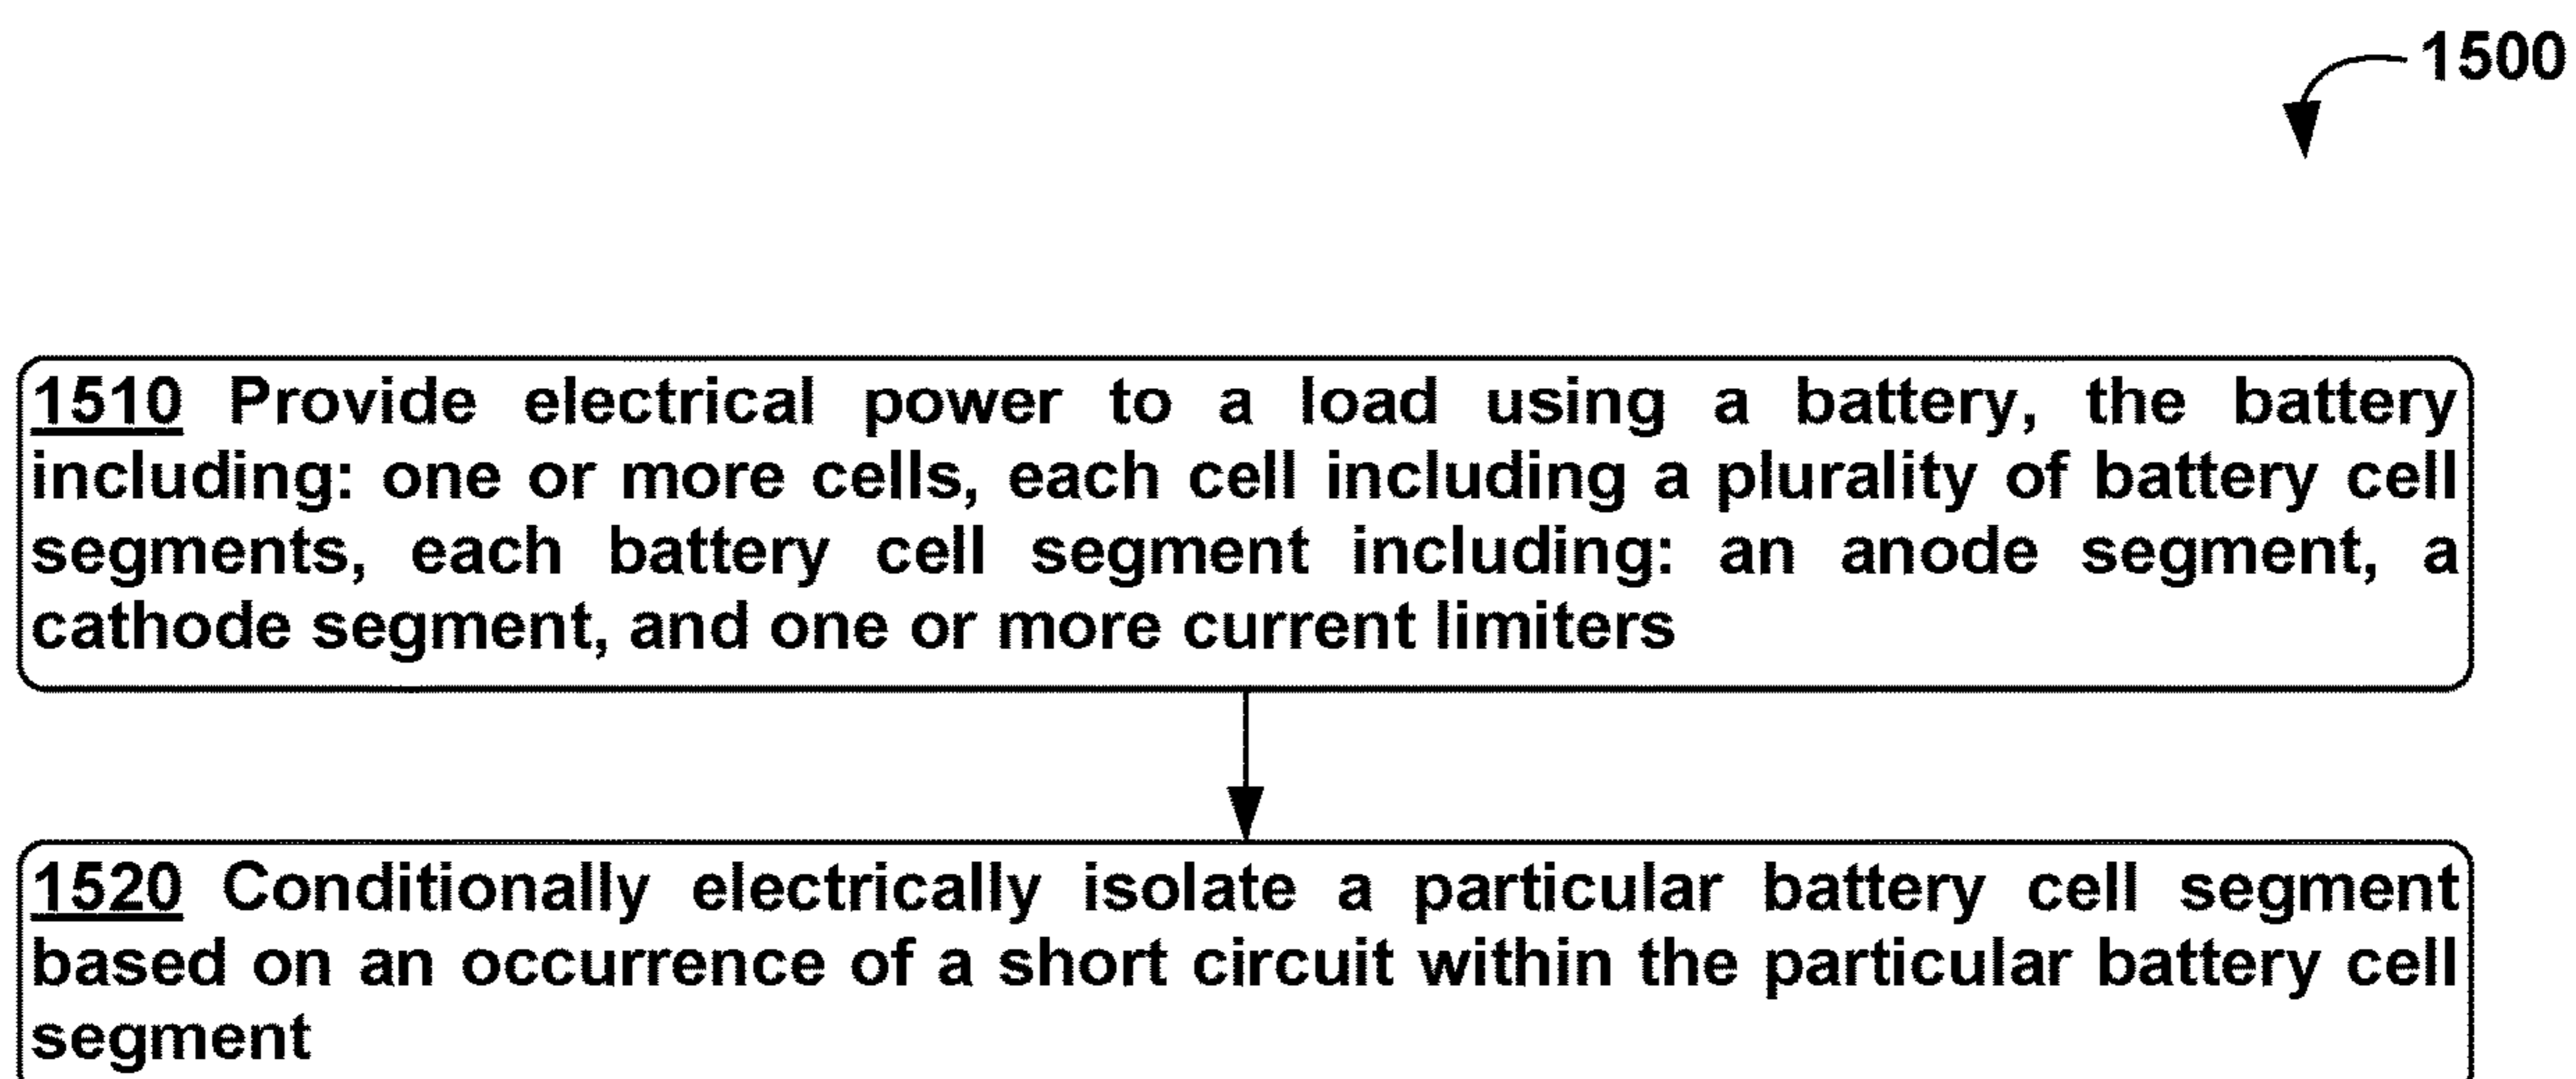 1500
1510 Provide electrical power to a load using a battery, the battery
including: one or more cells, each cell including a plurality of battery cell
segments, each battery cell segment including: an anode segment, a
cathode segment, and one or more current limiters
1520 Conditionally electrically isolate a particular battery cell segment
based on an occurrence of a short circuit within the particular battery cell
segment